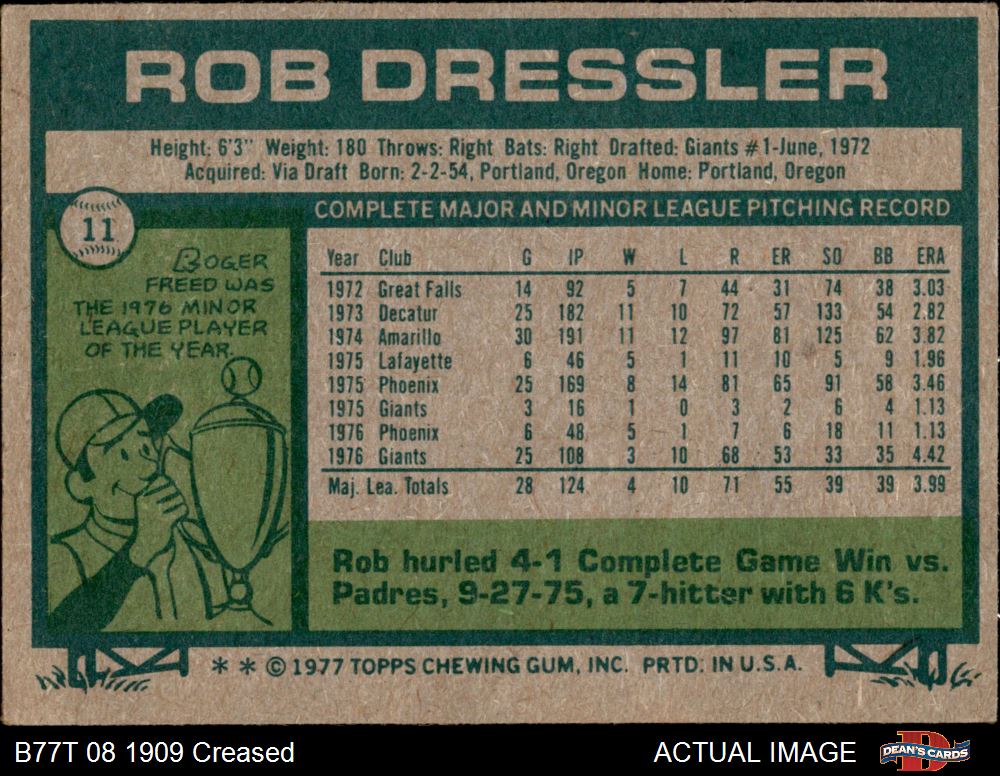 ROB DRESSLER
Height: 6'3" Weight: 180 Throws: Right Bats: Right Drafted: Giants #1-June, 1972
Acquired: Via Draft Born: 2-2-54, Portland, Oregon Home: Portland, Oregon
11
COMPLETE MAJOR AND MINOR LEAGUE PITCHING RECORD
ROGER
FREED WAS
THE 1976 MINOR
LEAGUE PLAYER
OF THE YEAR.
Year Club G IP W L R ER SO BB ERA
1972 Great Falls 14 92 5 7 44 31 74 38 3.03
1973 Decatur 25 182 11 10 72 57 133 54 2.82
1974 Amarillo 30 191 11 12 97 81 125 62 3.82
1975 Lafayette 6 46 5 1 11 10 5 9 1.96
1975 Phoenix 25 169 8 14 81 65 91 58 3.46
1975 Giants 3 16 1 0 3 2 6 4 1.13
1976 Phoenix 6 48 5 1 7 6 18 11 1.13
1976 Giants 25 108 3 10 68 53 33 35 4.42
Maj. Lea. Totals 28 124 4 10 71 55 39 39 3.99
Rob hurled 4-1 Complete Game Win vs.
Padres, 9-27-75, a 7-hitter with 6 K's.
* * © 1977 TOPPS CHEWING GUM, INC. PRTD. IN U.S.A.
B77T 08 1909 Creased
ACTUAL IMAGE
DEAN'S CARDS